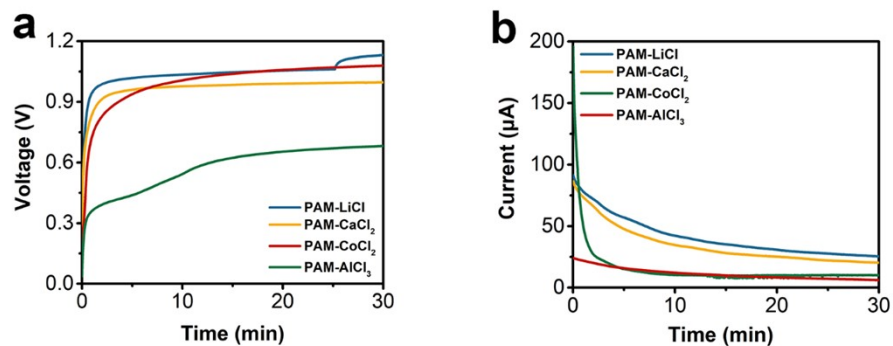 a
Voltage (V)
1.2
0.9
0.6
0.3
0.0
PAM-LiCl
PAM-CaCl₂
PAM-CoCl₂
PAM-AlCl₃
0
10
20
30
Time (min)
b
Current (μA)
200
150
100
50
0
PAM-LiCl
PAM-CaCl₂
PAM-CoCl₂
PAM-AlCl₃
0
10
20
30
Time (min)